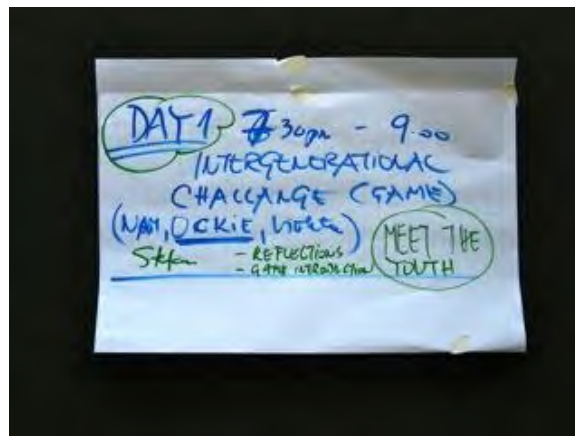 DAY 1 7 30pm - 9.00
INTERGENERATIONAL
CHALLANGE (GAME)
(NAM, OCKIE, )
MEET THE
YOUTH
- REFLECTIONS
- GAME INTRODUCTION